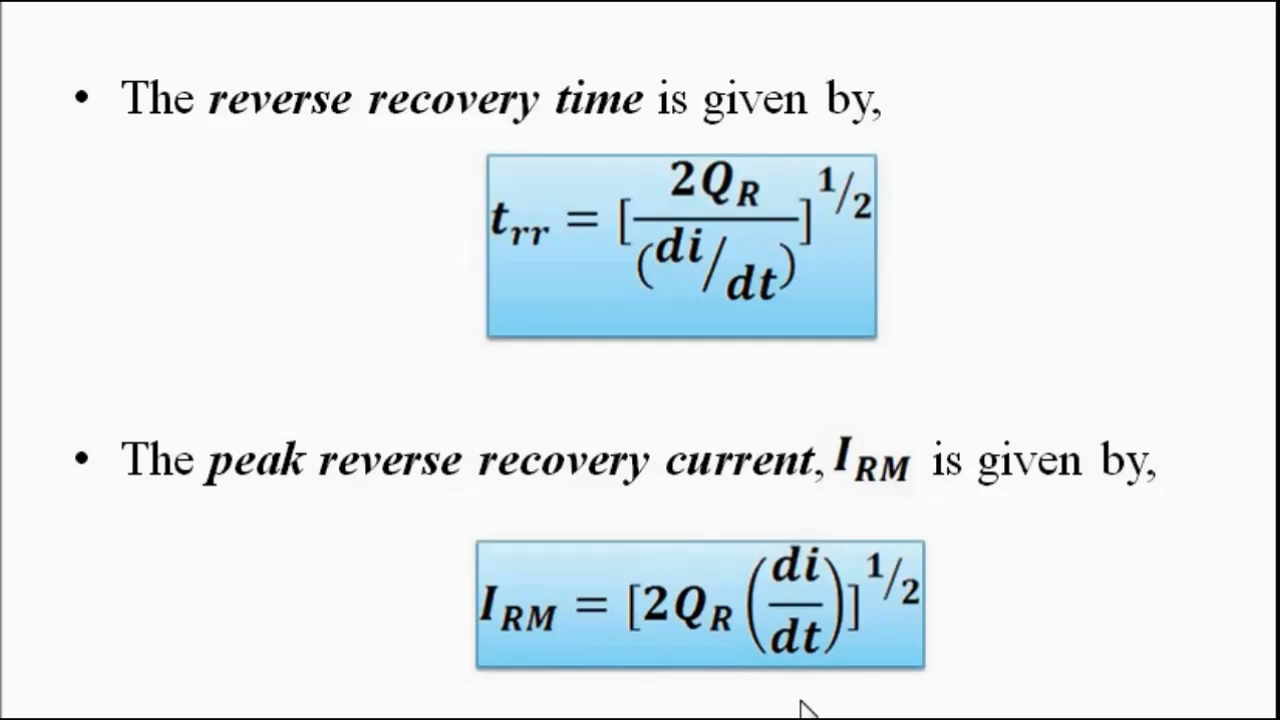 • The reverse recovery time is given by,
t_rr = [2Q_R / (di/dt)]^1/2
• The peak reverse recovery current, I_RM is given by,
I_RM = [2Q_R (di/dt)]^1/2